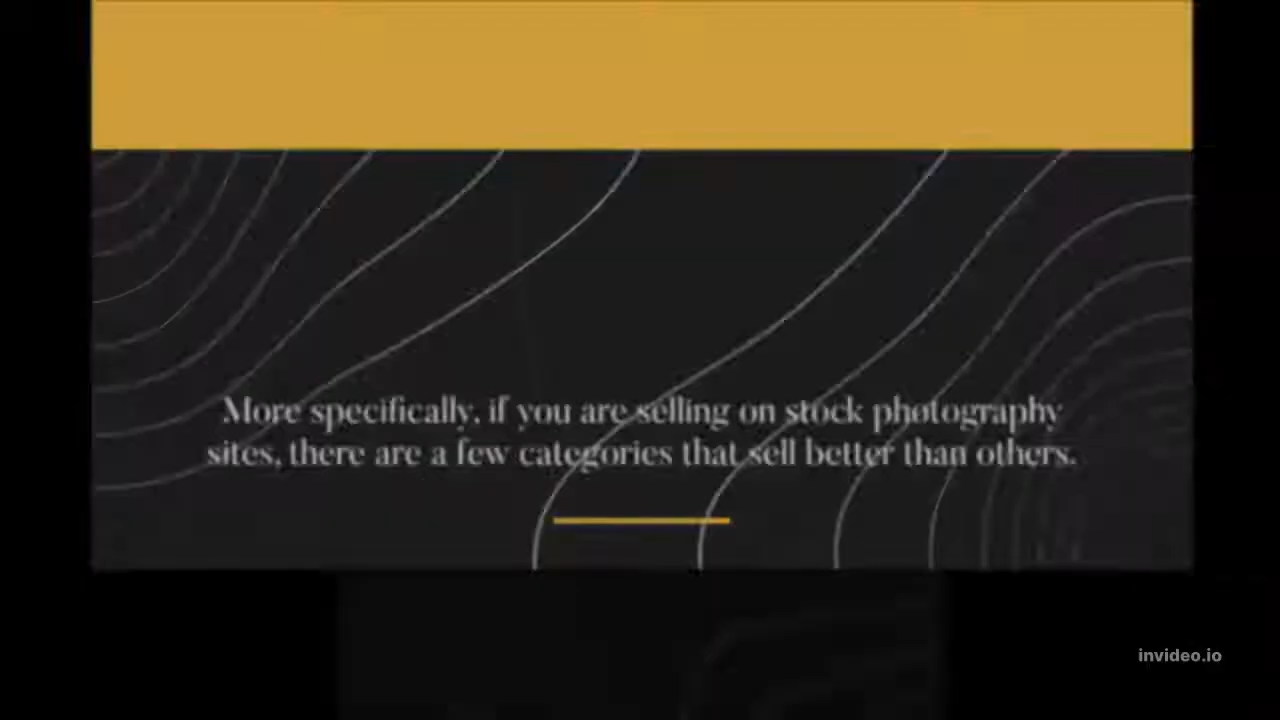 More specifically, if you are selling on stock photography
sites, there are a few categories that sell better than others.
invideo.io